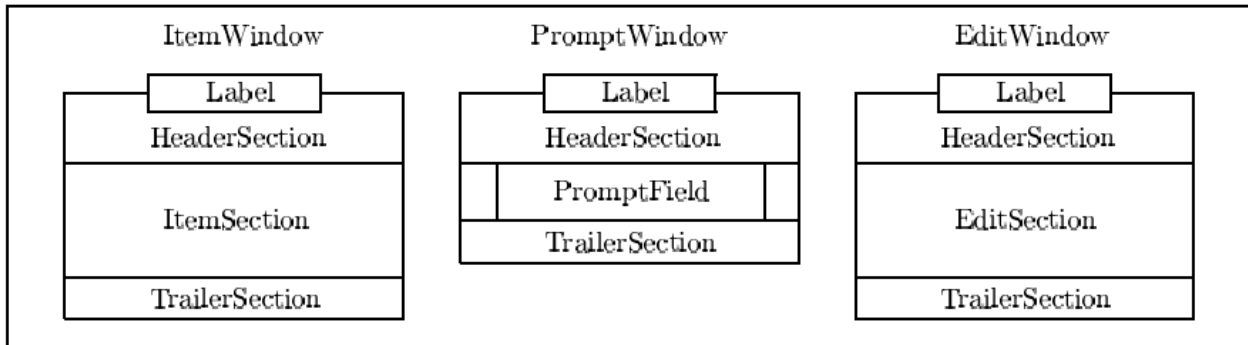 ItemWindow
PromptWindow
EditWindow
Label
Label
Label
HeaderSection
HeaderSection
HeaderSection
ItemSection
PromptField
EditSection
TrailerSection
TrailerSection
TrailerSection